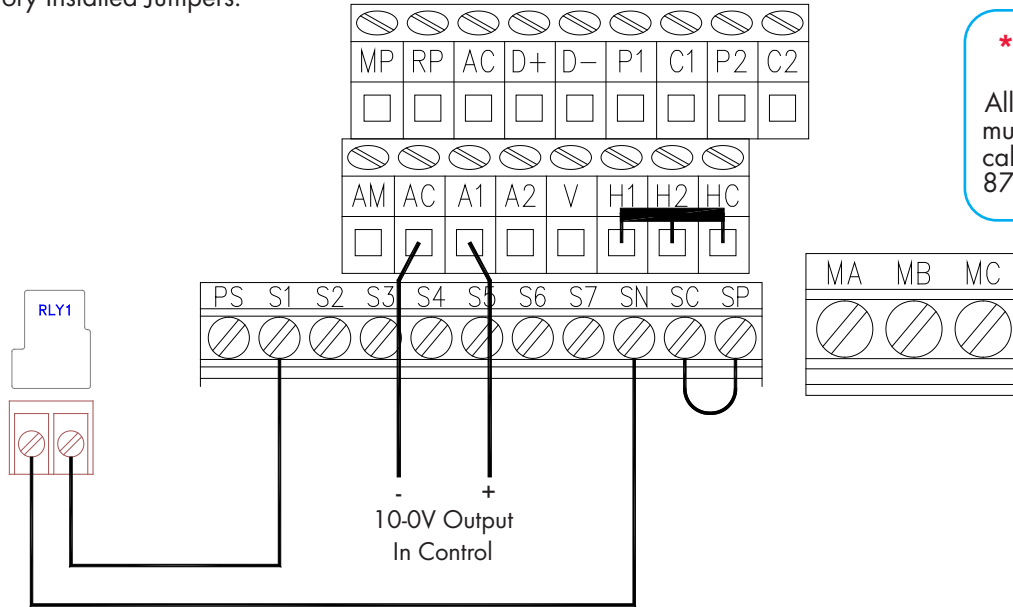 Installed Jumpers.
MP RP AC D+ D- P1 C1 P2 C2
*
All
AM AC A1 A2 V H1 H2 HC
87
PS S1 S2 S3 S4 S5 S6 S7 SN SC SP
MA MB MC
RLY1
- +
10-0V Output
In Control